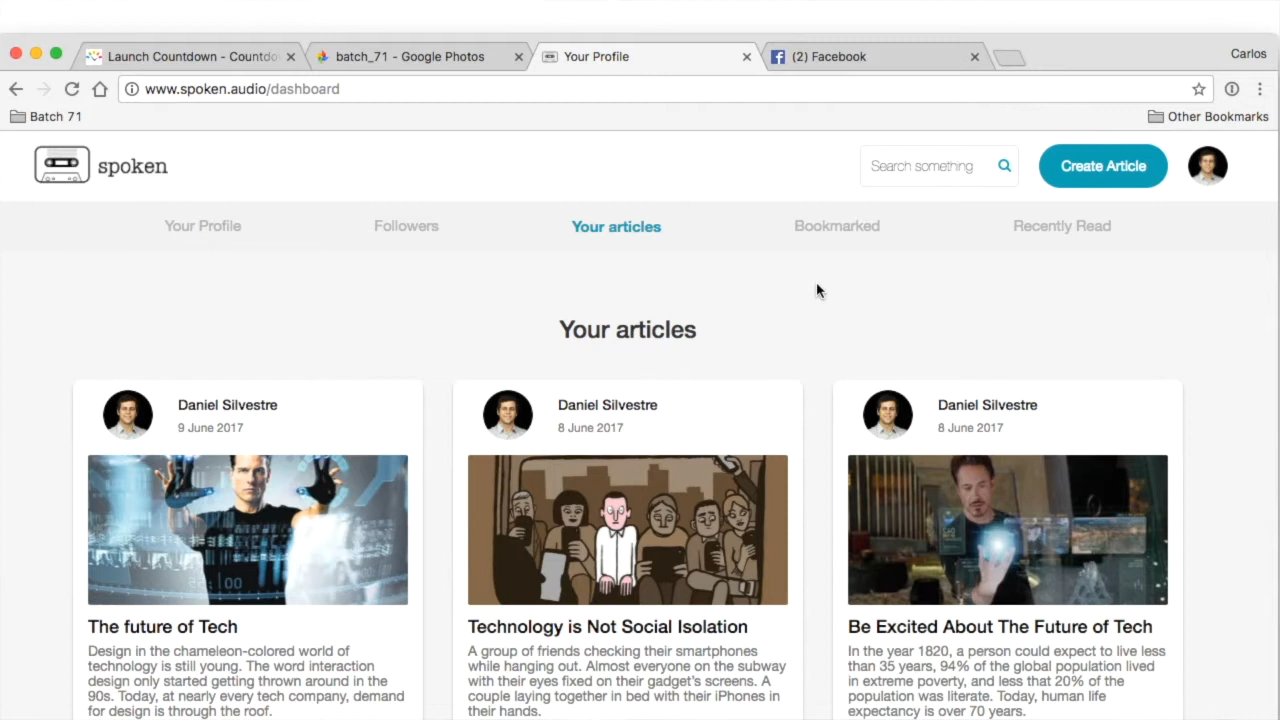 Launch Countdown - Countdo
batch_71 - Google Photos
Your Profile
(2) Facebook
Carlos
www.spoken.audio/dashboard
Batch 71
Other Bookmarks
spoken
Search something
Create Article
Your Profile
Followers
Your articles
Bookmarked
Recently Read
Your articles
Daniel Silvestre
9 June 2017
The future of Tech
Design in the chameleon-colored world of
technology is still young. The word interaction
design only started getting thrown around in the
90s. Today, at nearly every tech company, demand
for design is through the roof.
Daniel Silvestre
8 June 2017
Technology is Not Social Isolation
A group of friends checking their smartphones
while hanging out. Almost everyone on the subway
with their eyes fixed on their gadget's screens. A
couple laying together in bed with their iPhones in
their hands.
Daniel Silvestre
8 June 2017
Be Excited About The Future of Tech
In the year 1820, a person could expect to live less
than 35 years, 94% of the global population lived
in extreme poverty, and less that 20% of the
population was literate. Today, human life
expectancy is over 70 years.